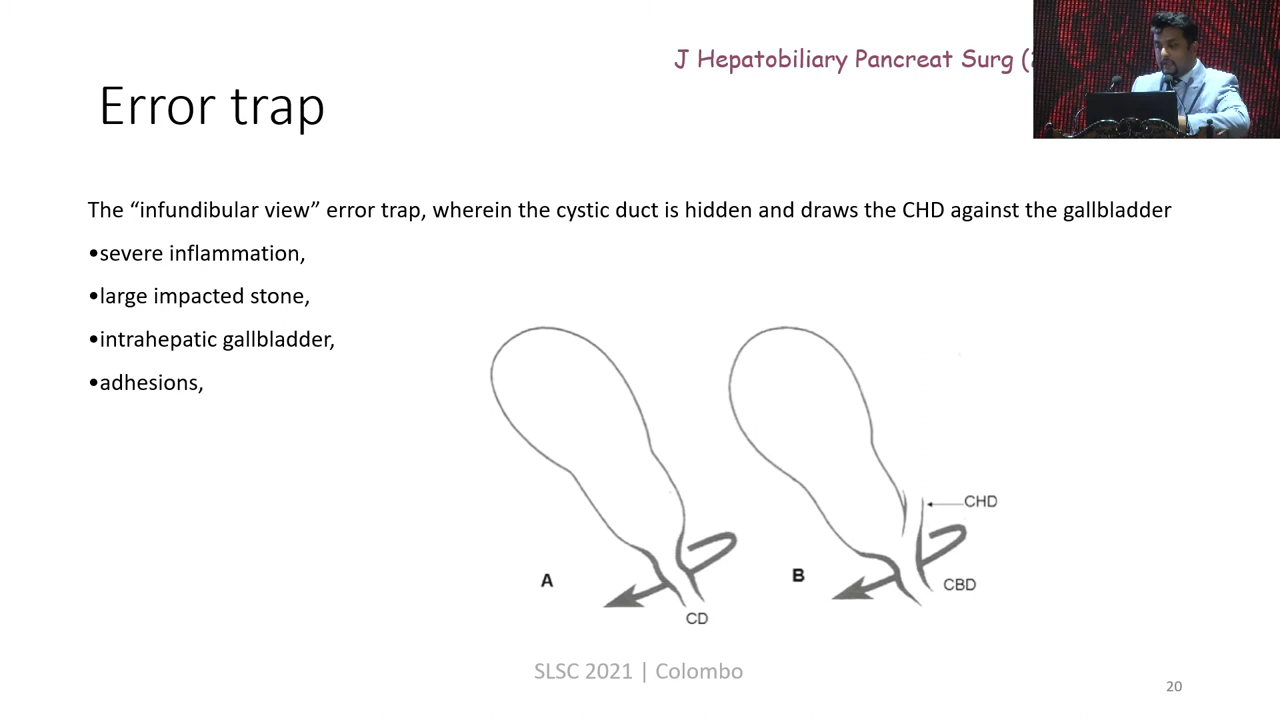 J Hepatobiliary Pancreat Surg (
Error trap
The “infundibular view” error trap, wherein the cystic duct is hidden and draws the CHD against the gallbladder
•severe inflammation,
•large impacted stone,
•intrahepatic gallbladder,
•adhesions,
CHD
A
B
CBD
CD
SLSC 2021 | Colombo
20